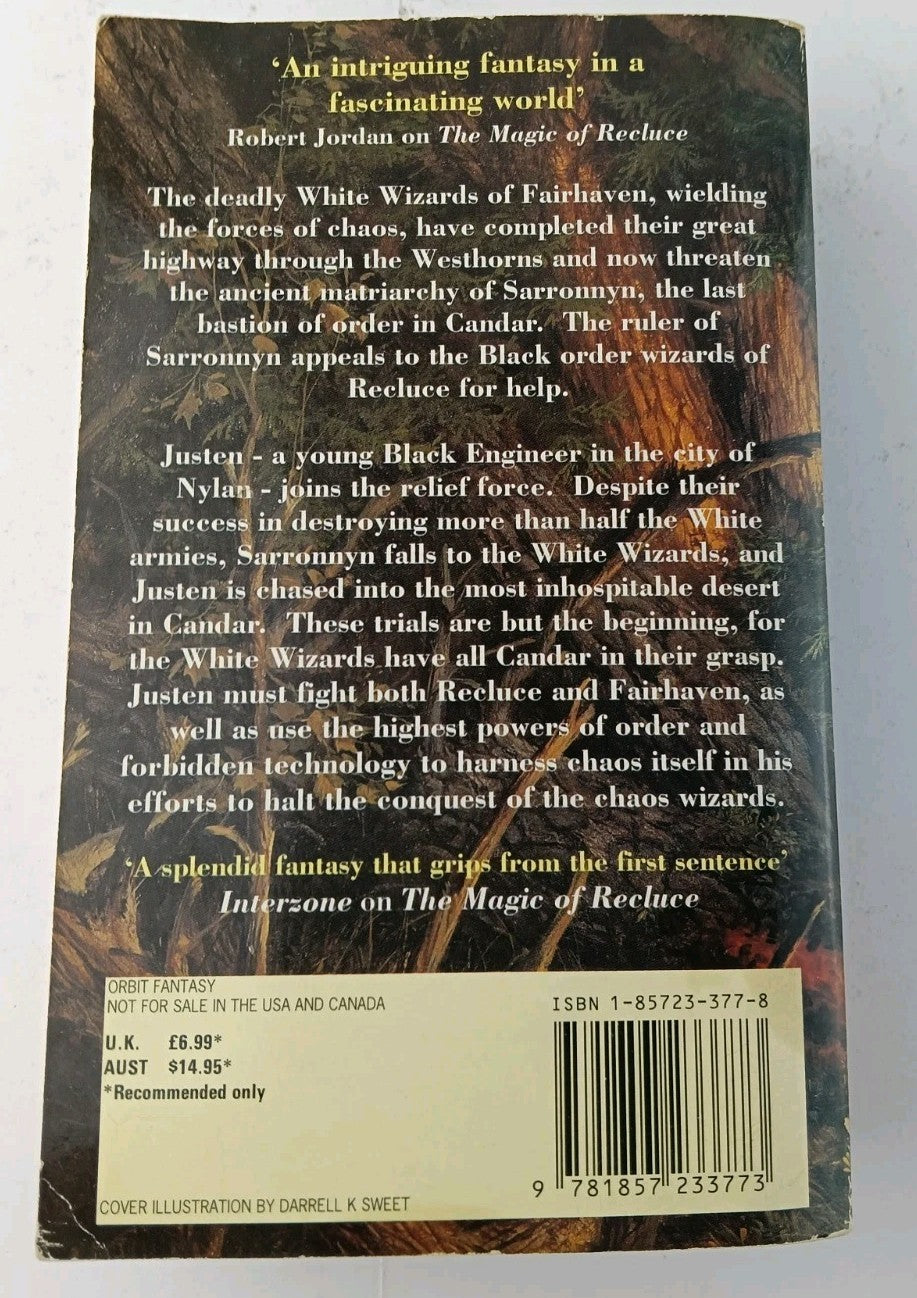 ‘An intriguing fantasy in a
fascinating world’
Robert Jordan on The Magic of Recluce
The deadly White Wizards of Fairhaven, wielding
the forces of chaos, have completed their great
highway through the Westhorns and now threaten
the ancient matriarchy of Sarronnyn, the last
bastion of order in Candar. The ruler of
Sarronnyn appeals to the Black order wizards of
Recluce for help.
Justen - a young Black Engineer in the city of
Nylan - joins the relief force. Despite their
success in destroying more than half the White
armies, Sarronnyn falls to the White Wizards, and
Justen is chased into the most inhospitable desert
in Candar. These trials are but the beginning, for
the White Wizards have all Candar in their grasp.
Justen must fight both Recluce and Fairhaven, as
well as use the highest powers of order and
forbidden technology to harness chaos itself in his
efforts to halt the conquest of the chaos wizards.
‘A splendid fantasy that grips from the first sentence’
Interzone on The Magic of Recluce
ORBIT FANTASY
NOT FOR SALE IN THE USA AND CANADA
U.K. £6.99*
AUST $14.95*
*Recommended only
COVER ILLUSTRATION BY DARRELL K SWEET
ISBN 1-85723-377-8
9 781857 233773